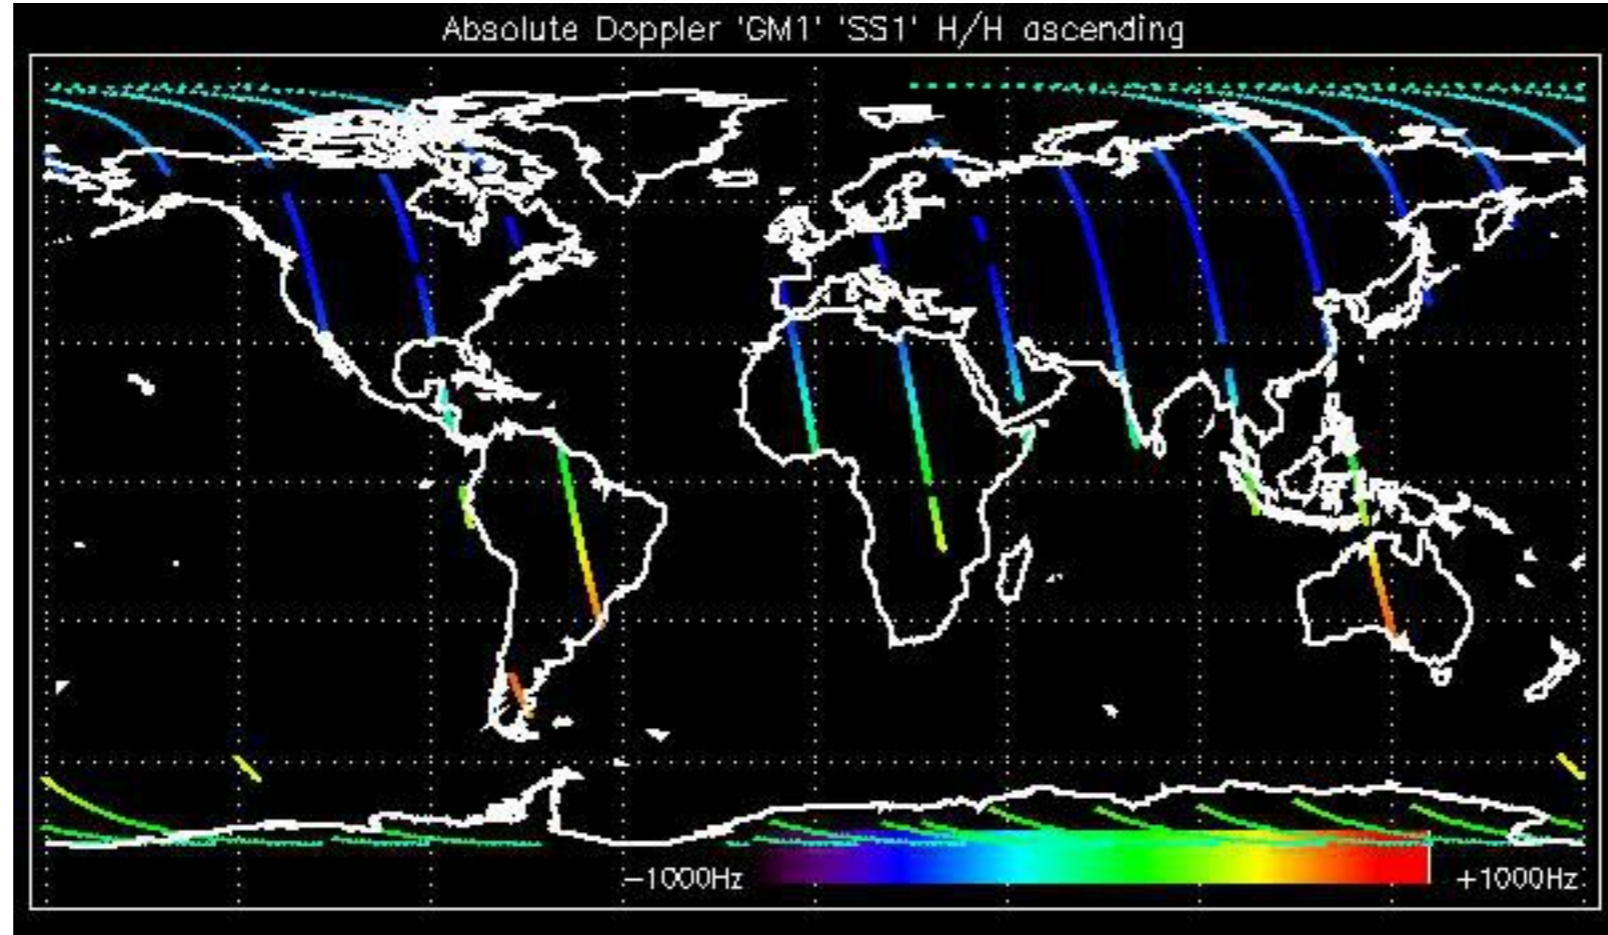 Absolute Doppler 'GM1' 'SS1' H/H ascending
−1000Hz
+1000Hz